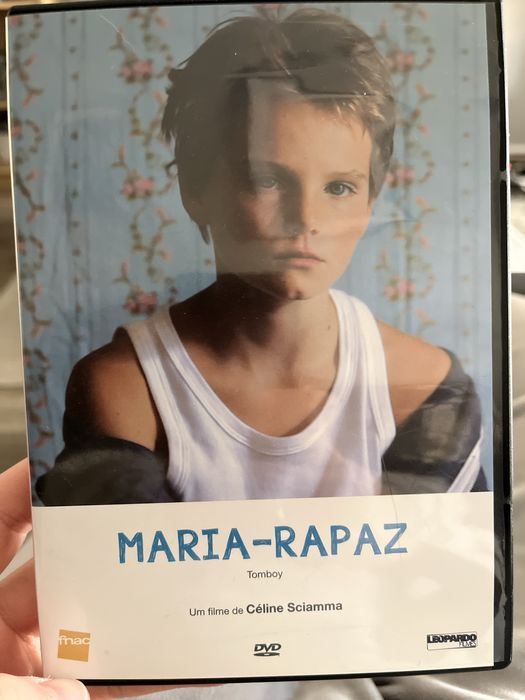 MARIA-RAPAZ
Tomboy
Um filme de Céline Sciamma
fnac
DVD
LEOPARDO
FILMES